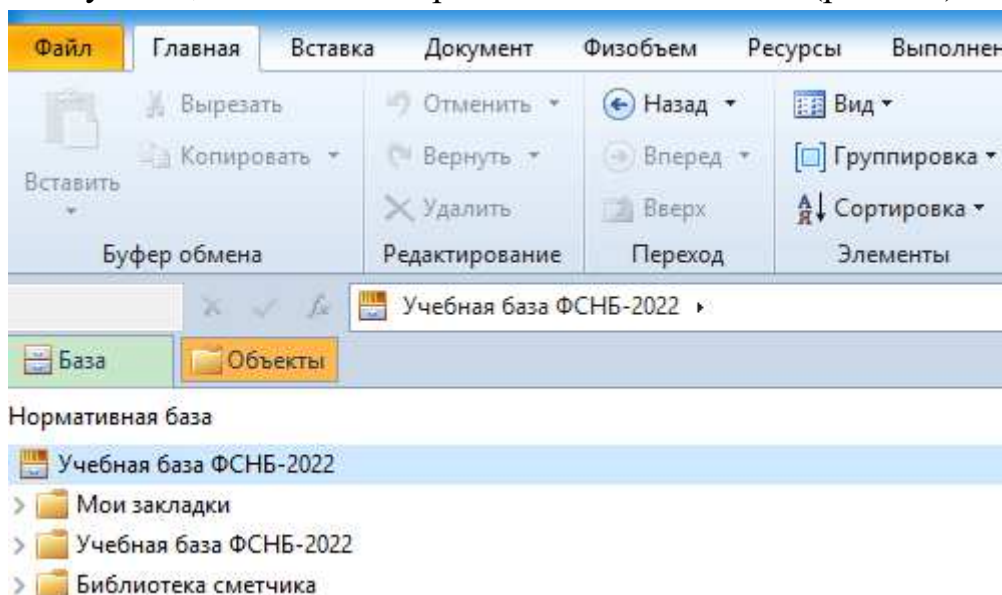 Файл Главная Вставка Документ Физобъем Ресурсы Выполнен
Вырезать Отменить Назад Вид
Копировать Вернуть Вперед Группировка
Вставить
Удалить Вверх Сортировка
Буфер обмена Редактирование Переход Элементы
fx Учебная база ФСНБ-2022
База Объекты
Нормативная база
Учебная база ФСНБ-2022
Мои закладки
Учебная база ФСНБ-2022
Библиотека сметчика